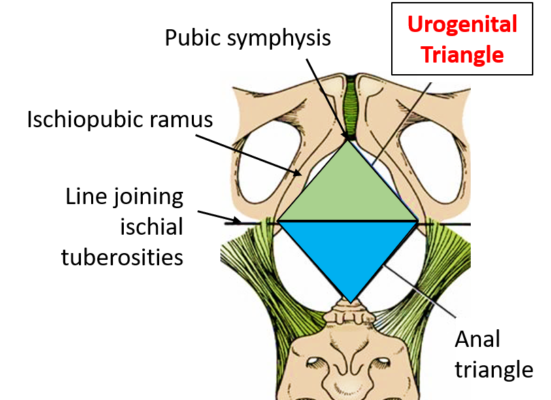 Urogenital
Triangle
Pubic symphysis
Ischiopubic ramus
Line joining
ischial
tuberosities
Anal
triangle